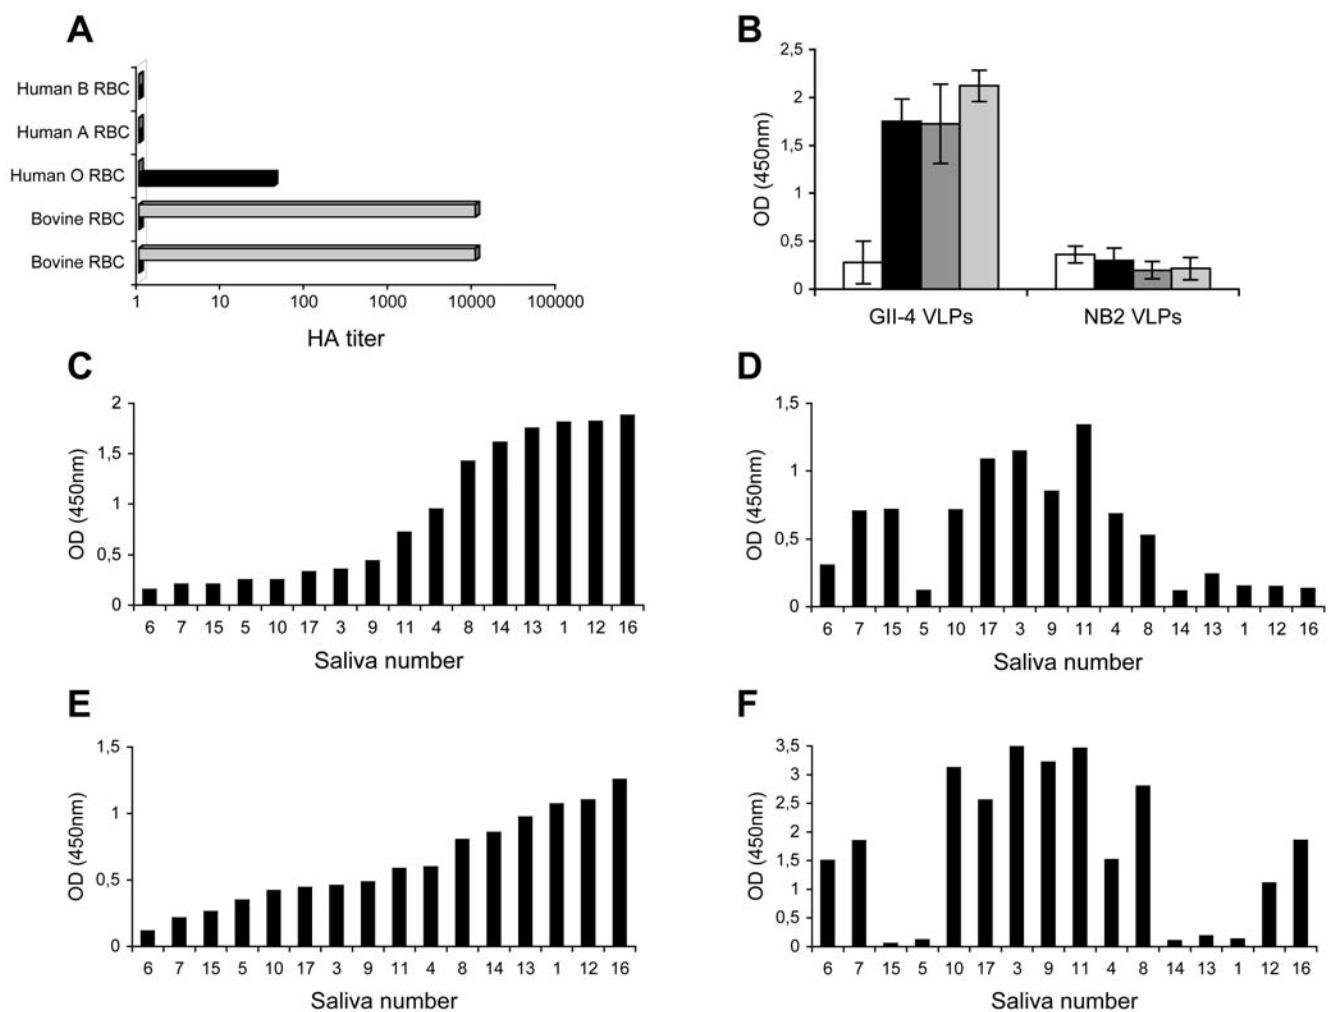 A
Human B RBC
Human A RBC
Human O RBC
Bovine RBC
Bovine RBC
1 10 100 1000 10000 100000
HA titer
B
2,5
2
1,5
1
0,5
0
OD (450nm)
GII-4 VLPs NB2 VLPs
C
2
1,5
1
0,5
0
OD (450nm)
6 7 15 5 10 17 3 9 11 4 8 14 13 1 12 16
Saliva number
D
1,5
1
0,5
0
OD (450nm)
6 7 15 5 10 17 3 9 11 4 8 14 13 1 12 16
Saliva number
E
1,5
1
0,5
0
OD (450nm)
6 7 15 5 10 17 3 9 11 4 8 14 13 1 12 16
Saliva number
F
3,5
3
2,5
2
1,5
1
0,5
0
OD (450nm)
6 7 15 5 10 17 3 9 11 4 8 14 13 1 12 16
Saliva number